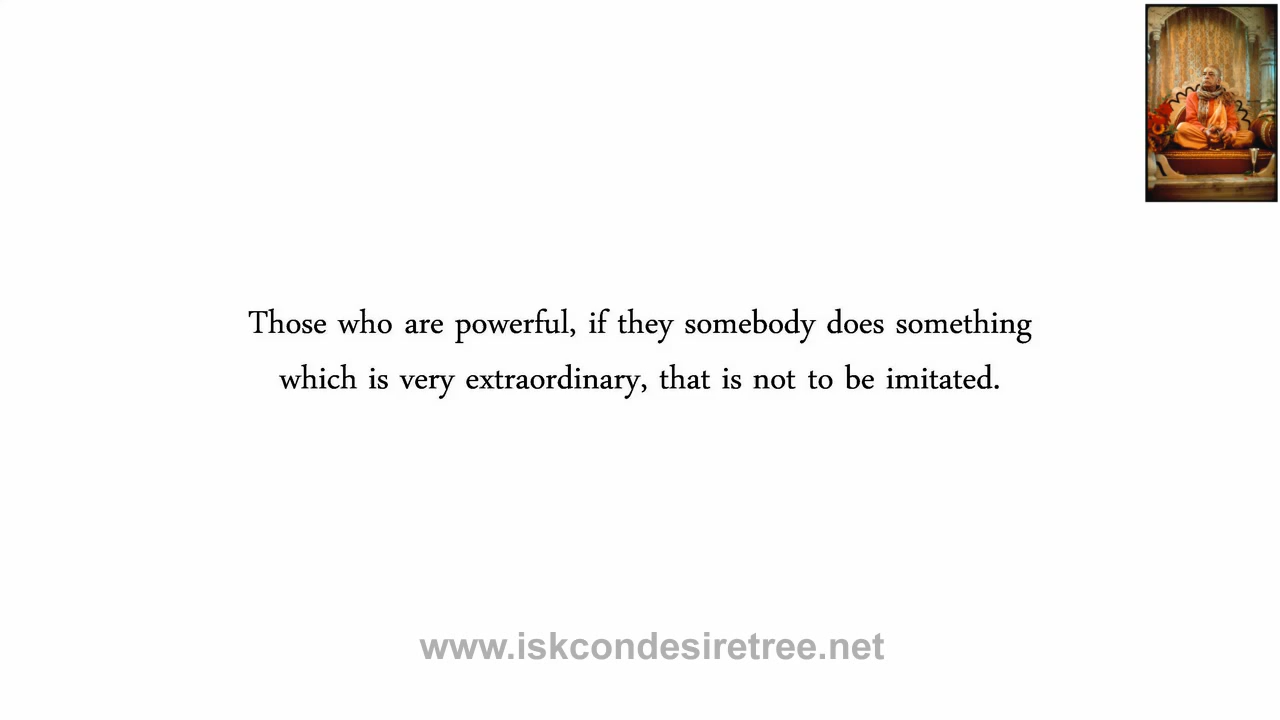 Those who are powerful, if they somebody does something
which is very extraordinary, that is not to be imitated.
www.iskcondesiretree.net